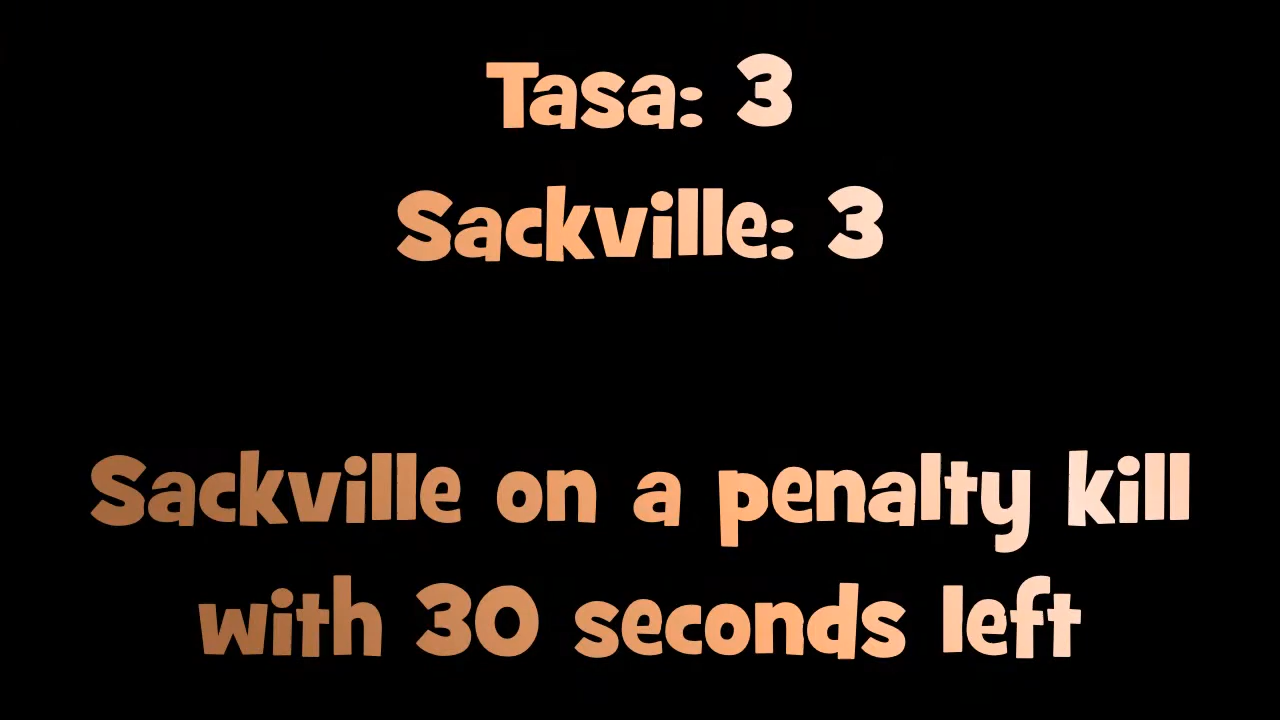 Tasa: 3
Sackville: 3
Sackville on a penalty kill
with 30 seconds left